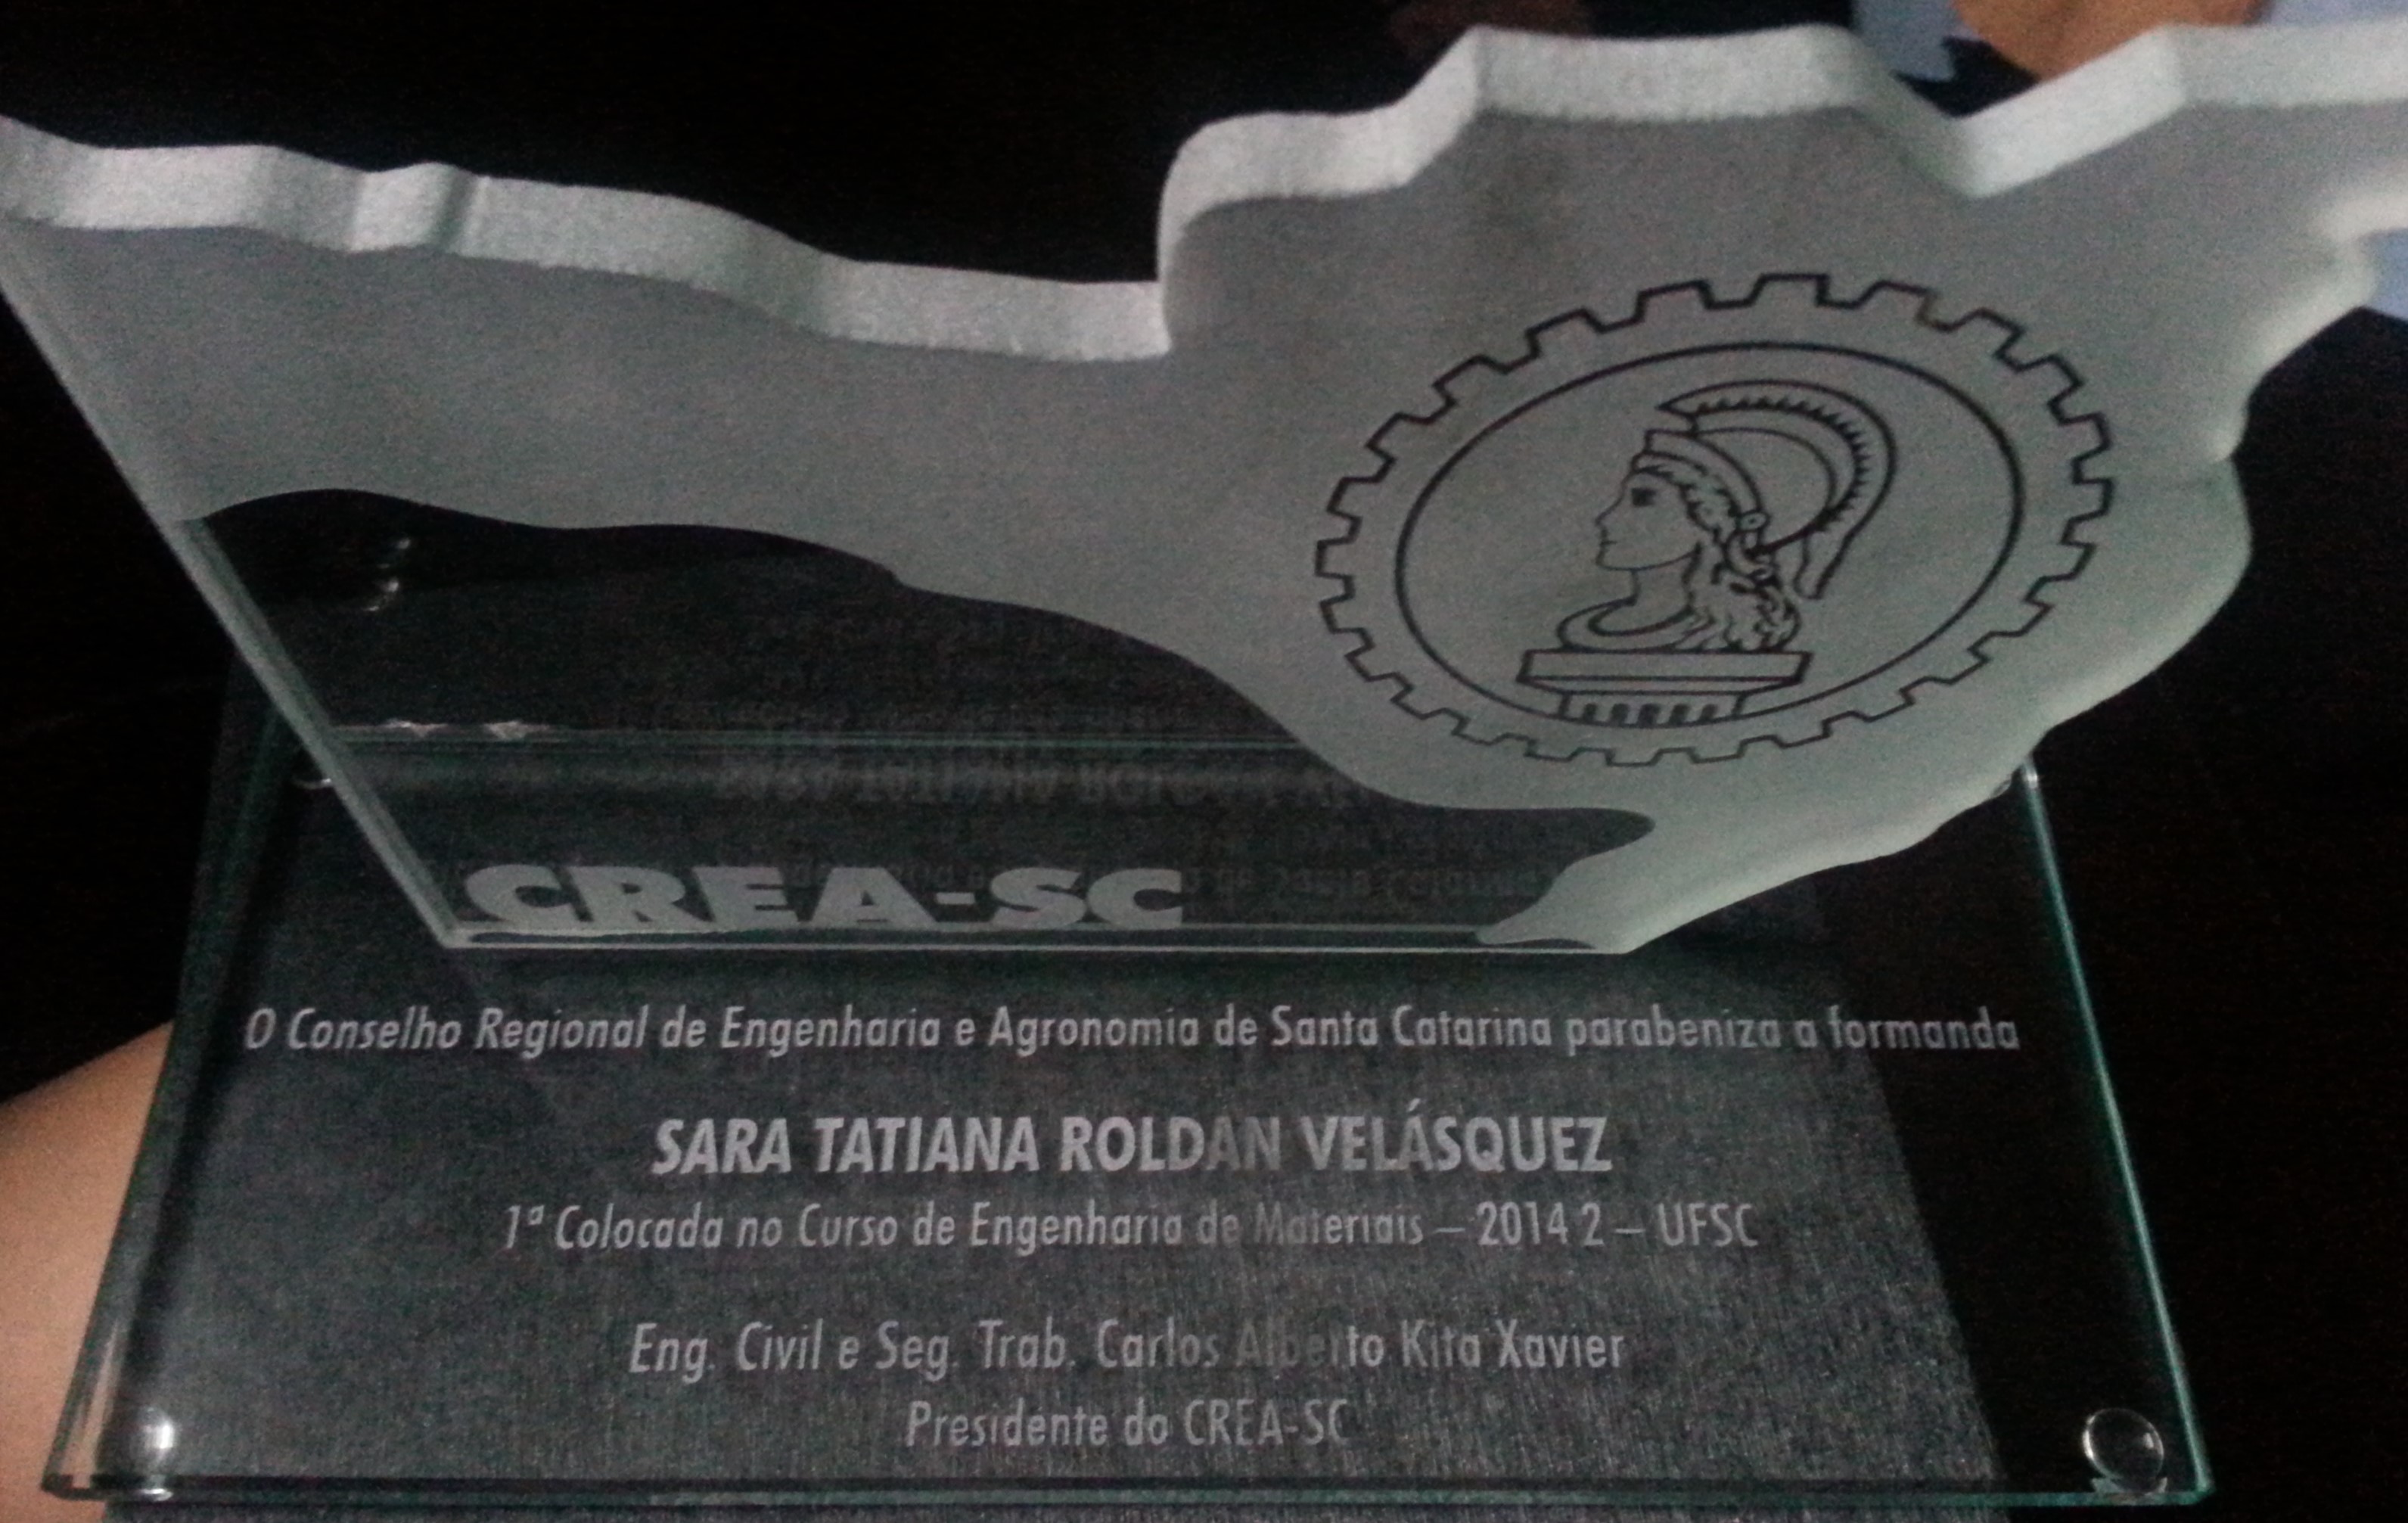 CREA-SC
O Conselho Regional de Engenharia e Agronomia de Santa Catarina parabeniza a formanda
SARA TATIANA ROLDAN VELÁSQUEZ
1ª Colocada no Curso de Engenharia de Materiais – 2014 2 – UFSC
Eng. Civil e Seg. Trab. Carlos Alberto Kita Xavier
Presidente do CREA-SC